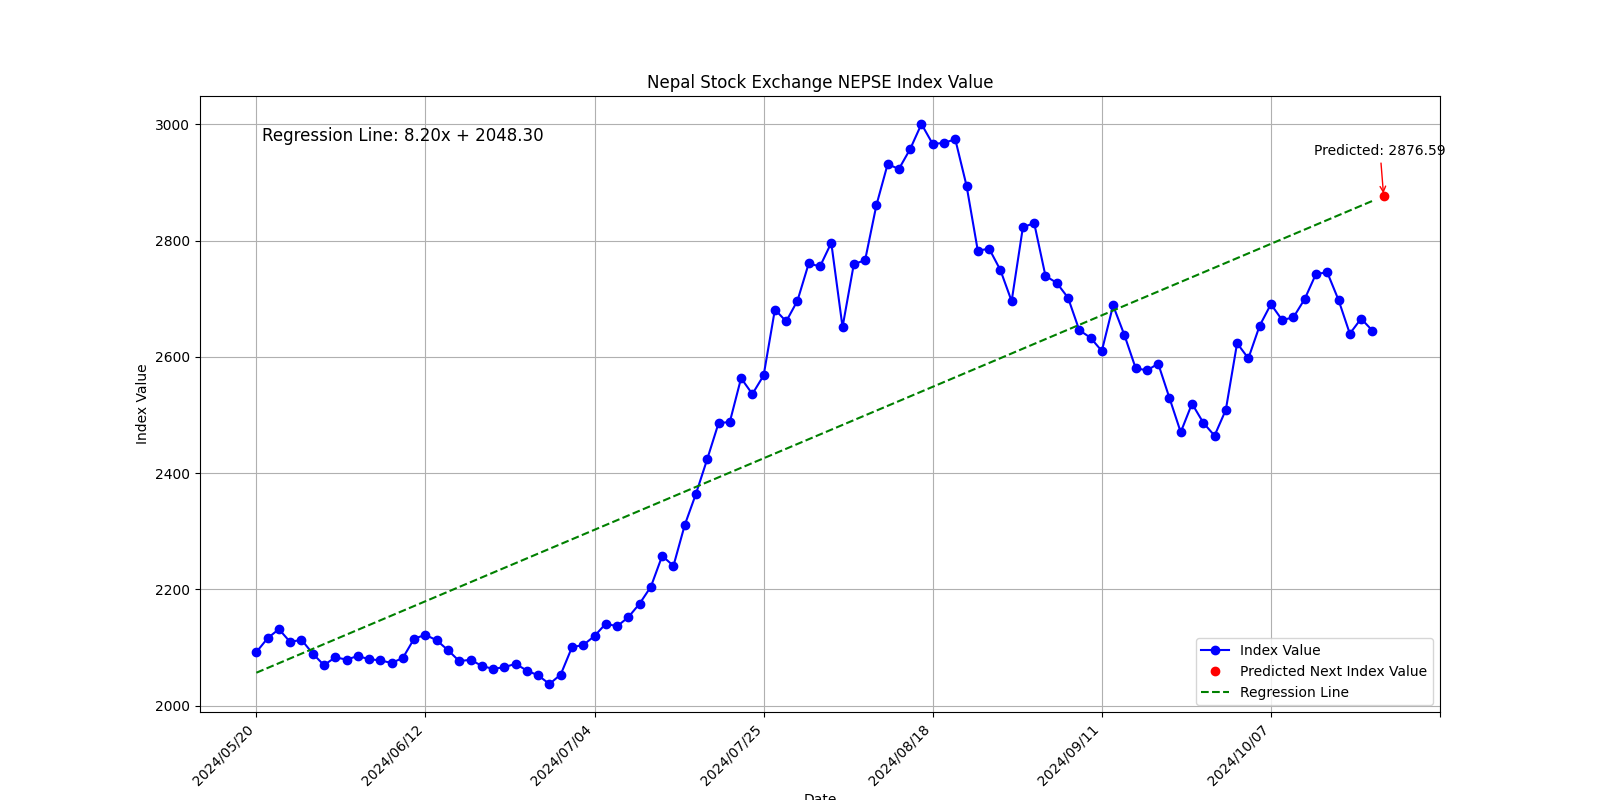 Nepal Stock Exchange NEPSE Index Value
Regression Line: 8.20x + 2048.30
Predicted: 2876.59
3000
2800
2600
2400
2200
2000
Index Value
Index Value
Predicted Next Index Value
Regression Line
2024/05/20
2024/06/12
2024/07/04
2024/07/25
2024/08/18
2024/09/11
2024/10/07
Date